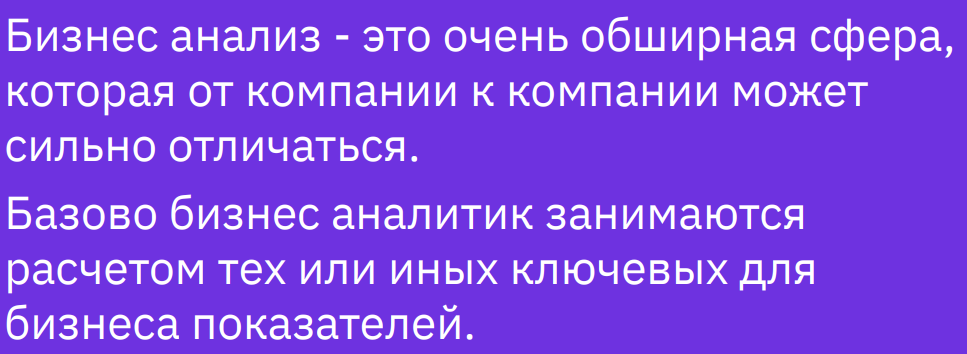 Бизнес анализ - это очень обширная сфера,
которая от компании к компании может
сильно отличаться.
Базово бизнес аналитик занимаются
расчетом тех или иных ключевых для
бизнеса показателей.